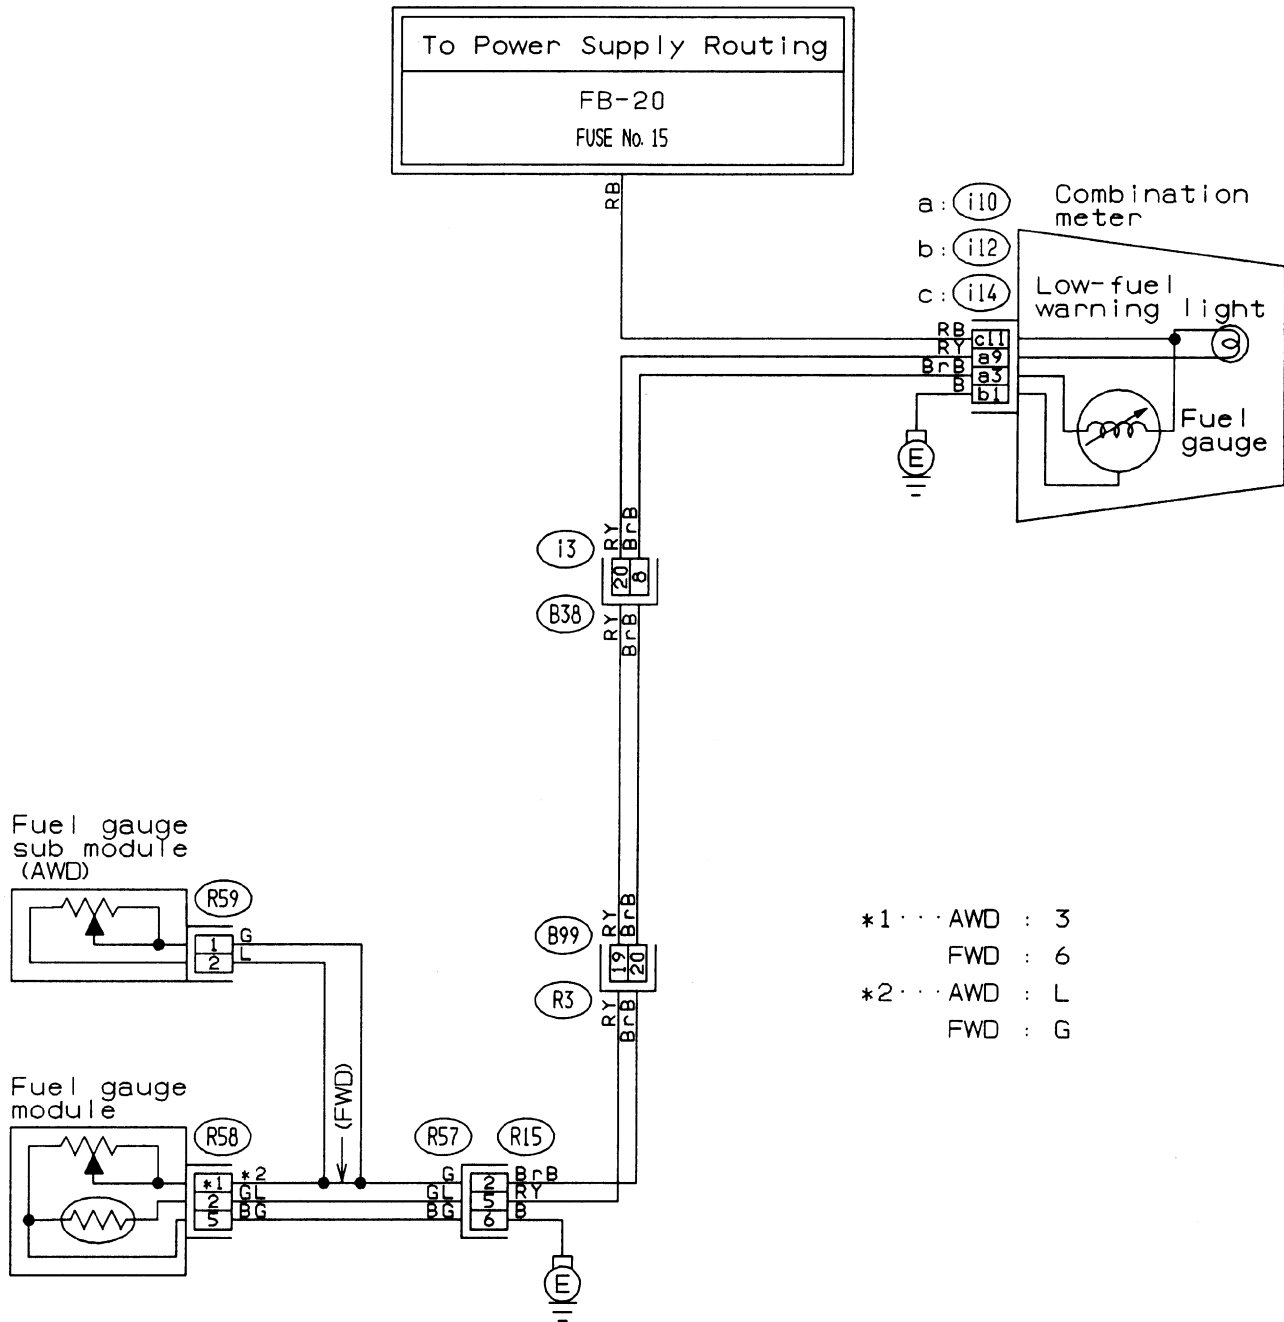 To Power Supply Routing
FB-20
FUSE No. 15
RB
a: i10
b: i12
c: i14
Combination
meter
Low-fuel
warning light
RB
RY
BrB
B
c11
a9
a3
b1
Fuel
gauge
E
RY
BrB
i3
20
8
B38
RY
BrB
Fuel gauge
sub module
(AWD)
R59
1
2
G
L
RY
BrB
B99
19
20
R3
RY
BrB
*1··· AWD : 3
FWD : 6
*2··· AWD : L
FWD : G
(FWD)
Fuel gauge
module
R58
*1
2
5
*2
GL
BG
R57
R15
G
GL
BG
2
5
6
BrB
RY
B
E